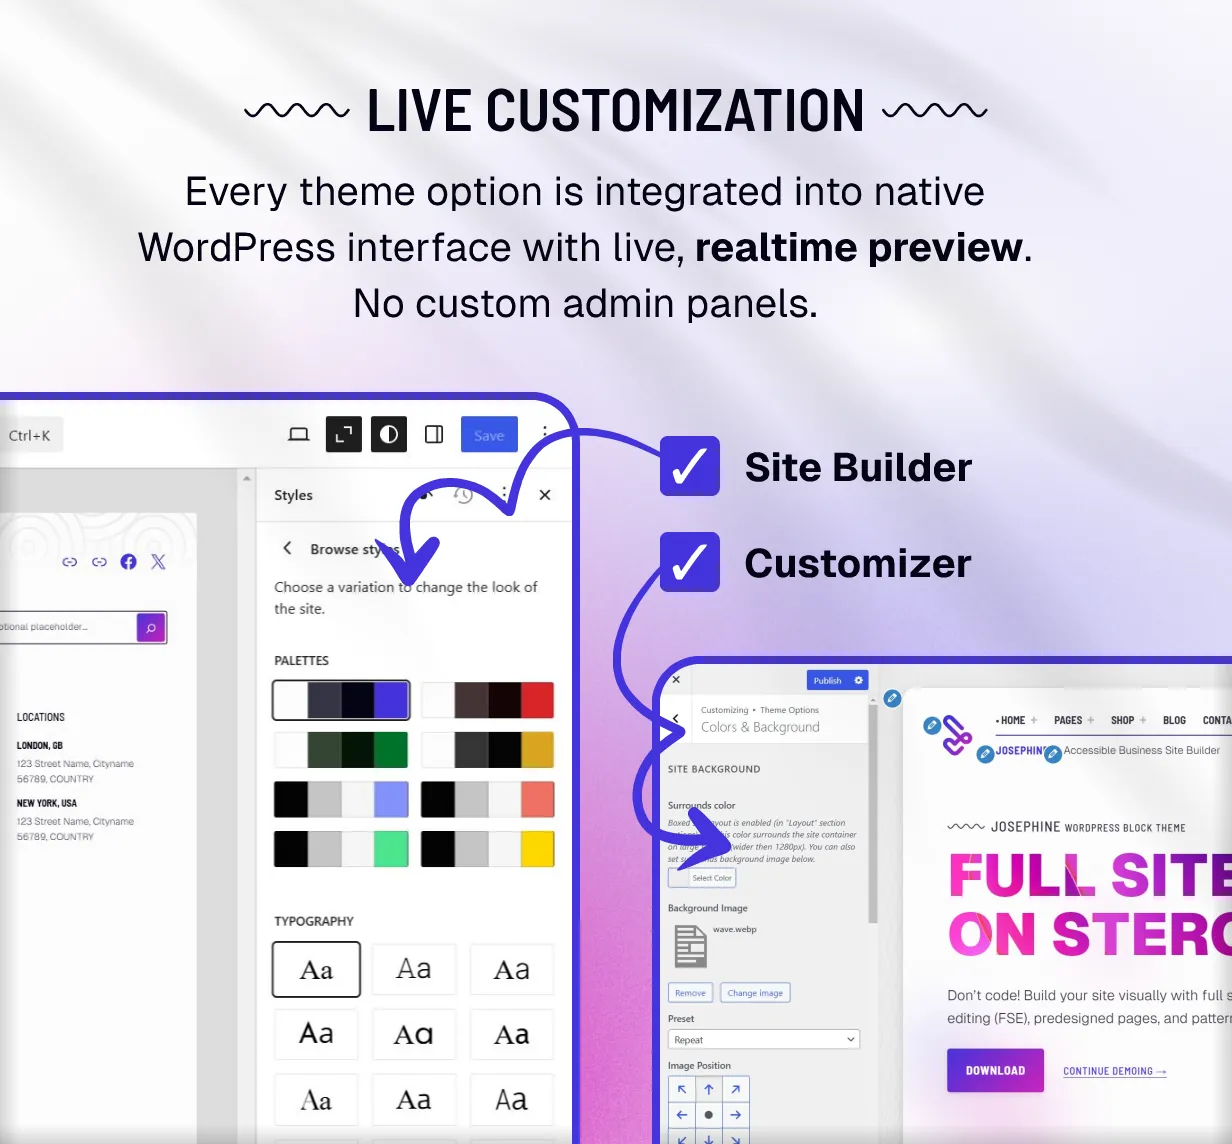 LIVE CUSTOMIZATION
Every theme option is integrated into native
WordPress interface with live, realtime preview.
No custom admin panels.
Site Builder
Customizer
Ctrl+K
Save
Styles
Browse styles
Choose a variation to change the look of
the site.
PALETTES
TYPOGRAPHY
Aa Aa Aa
Aa Aa Aa
Aa Aa Aa
ptional placeholder...
LOCATIONS
LONDON, GB
123 Street Name, Cityname
56789, COUNTRY
NEW YORK, USA
123 Street Name, Cityname
56789, COUNTRY
Publish
Customizing • Theme Options
Colors & Background
SITE BACKGROUND
Surrounds color
Boxed layout is enabled (in "Layout" section
this color surrounds the site container
on large (wider then 1280px). You can also
set background image below.
Select Color
Background Image
wave.webp
Remove
Change image
Preset
Repeat
Image Position
HOME + PAGES + SHOP + BLOG CONTA
JOSEPHIN Accessible Business Site Builder
JOSEPHINE WORDPRESS BLOCK THEME
FULL SITE
ON STERO
Don't code! Build your site visually with full s
editing (FSE), predesigned pages, and pattern
DOWNLOAD
CONTINUE DEMOING →